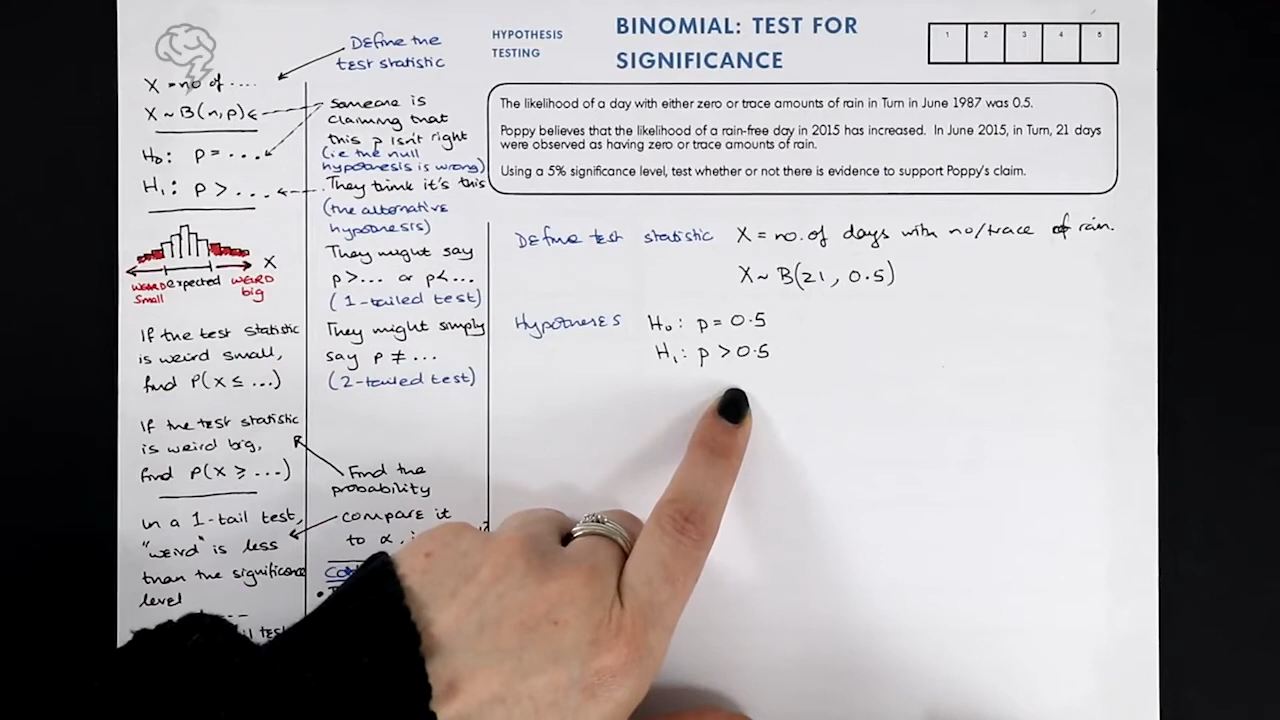 HYPOTHESIS
TESTING
BINOMIAL: TEST FOR
SIGNIFICANCE
1 2 3 4 5
The likelihood of a day with either zero or trace amounts of rain in Turn in June 1987 was 0.5.
Poppy believes that the likelihood of a rain-free day in 2015 has increased. In June 2015, in Turn, 21 days
were observed as having zero or trace amounts of rain.
Using a 5% significance level, test whether or not there is evidence to support Poppy's claim.
X = no of ....
X ~ B(n,p)
H₀: p = ...
H₁: p > ...
WEIRD
small
expected
WEIRD
big
X
If the test statistic
is weird small,
find P(X ≤ ...)
If the test statistic
is weird big,
find P(X ≥ ...)
In a 1-tail test,
"weird" is less
than the significance
level
Define the
test statistic
Someone is
claiming that
this p isn't right
(ie the null
hypothesis is wrong)
They think it's this
(the alternative
hypothesis)
They might say
p>... or p<...
(1-tailed test)
They might simply
say p ≠ ...
(2-tailed test)
Find the
probability
compare it
to α,
Define test statistic X = no. of days with no/trace of rain.
X~ B(21, 0.5)
Hypotheses H₀: p = 0.5
H₁: p > 0.5